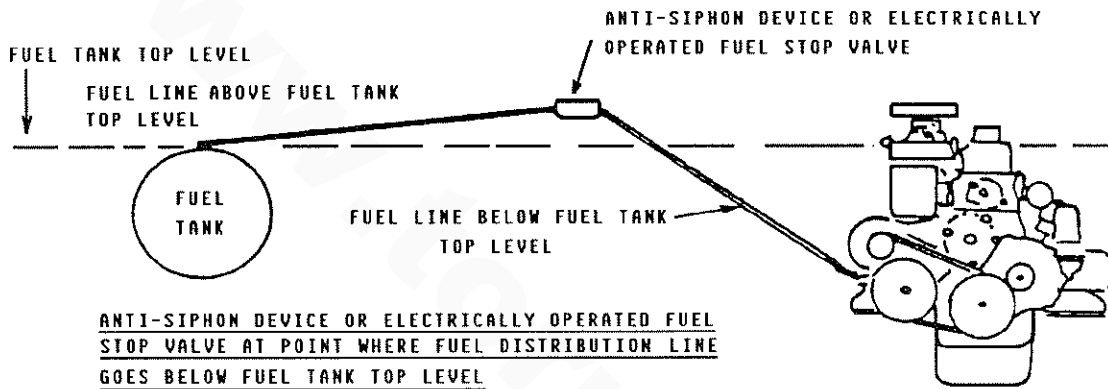 ANTI-SIPHON DEVICE OR ELECTRICALLY
OPERATED FUEL STOP VALVE
FUEL TANK TOP LEVEL
FUEL LINE ABOVE FUEL TANK
TOP LEVEL
FUEL
TANK
FUEL LINE BELOW FUEL TANK
TOP LEVEL
ANTI-SIPHON DEVICE OR ELECTRICALLY OPERATED FUEL
STOP VALVE AT POINT WHERE FUEL DISTRIBUTION LINE
GOES BELOW FUEL TANK TOP LEVEL